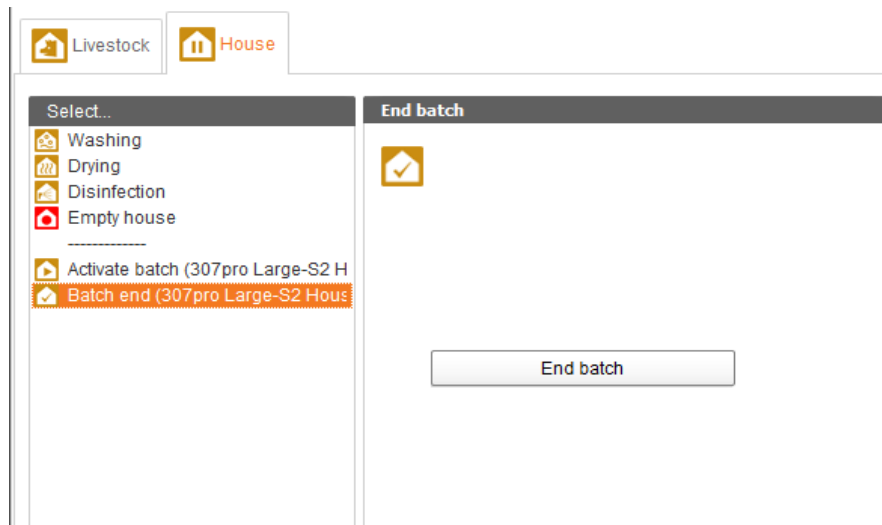 Livestock
House
Select...
End batch
Washing
Drying
Disinfection
Empty house
-------------
Activate batch (307pro Large-S2 H
Batch end (307pro Large-S2 Hous
End batch